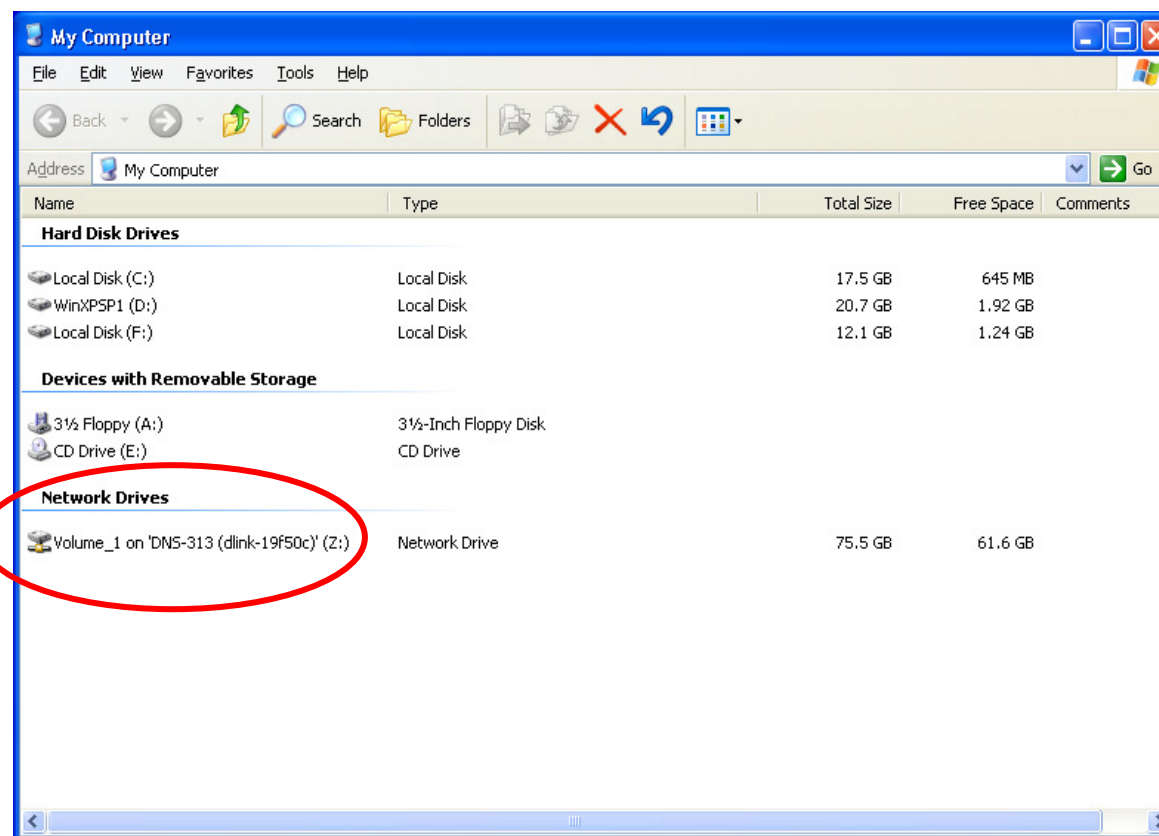 My Computer
File Edit View Favorites Tools Help
Back Search Folders
Address My Computer Go
Name Type Total Size Free Space Comments
Hard Disk Drives
Local Disk (C:) Local Disk 17.5 GB 645 MB
WinXPSP1 (D:) Local Disk 20.7 GB 1.92 GB
Local Disk (F:) Local Disk 12.1 GB 1.24 GB
Devices with Removable Storage
3½ Floppy (A:) 3½-Inch Floppy Disk
CD Drive (E:) CD Drive
Network Drives
Volume_1 on 'DNS-313 (dlink-19f50c)' (Z:) Network Drive 75.5 GB 61.6 GB